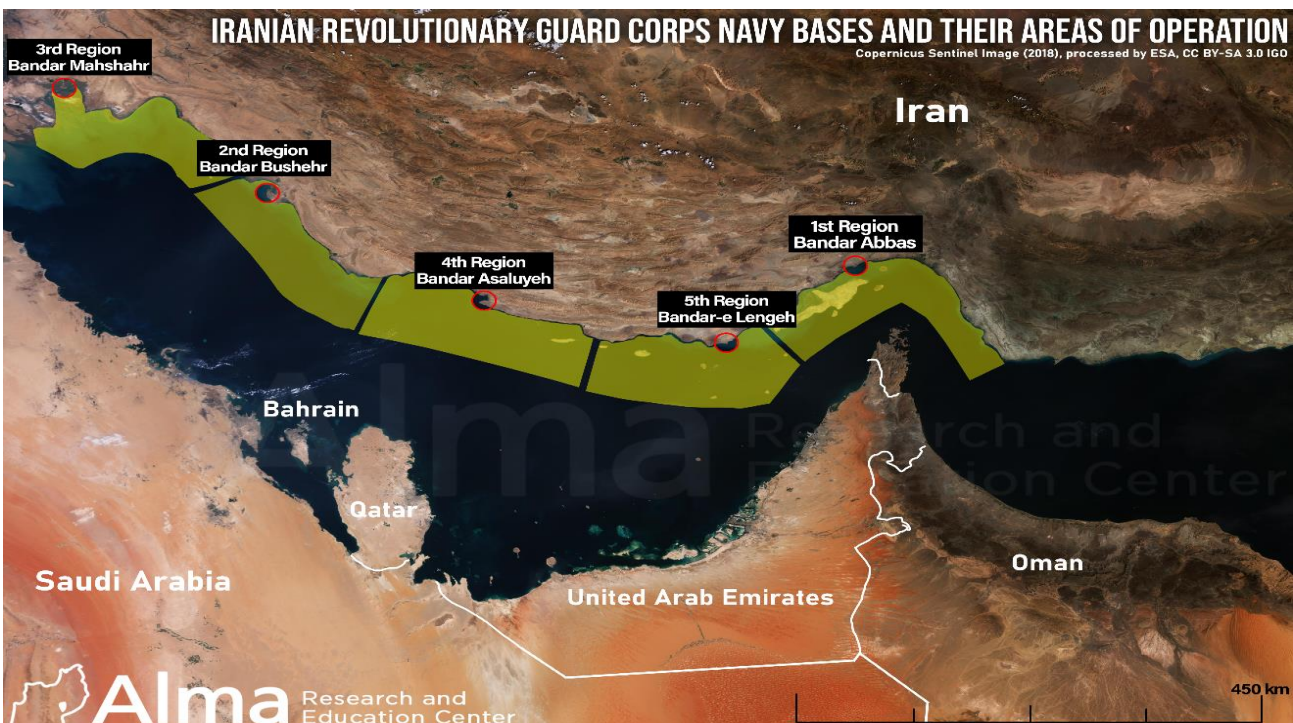 IRANIAN REVOLUTIONARY GUARD CORPS NAVY BASES AND THEIR AREAS OF OPERATION
Copernicus Sentinel Image (2018), processed by ESA, CC BY-SA 3.0 IGO
3rd Region
Bandar Mahshahr
Iran
2nd Region
Bandar Bushehr
1st Region
Bandar Abbas
4th Region
Bandar Asaluyeh
5th Region
Bandar-e Lengeh
Bahrain
Alma
Research and
Education Center
Qatar
Saudi Arabia
United Arab Emirates
Oman
Alma
Research and
Education Center
450 km